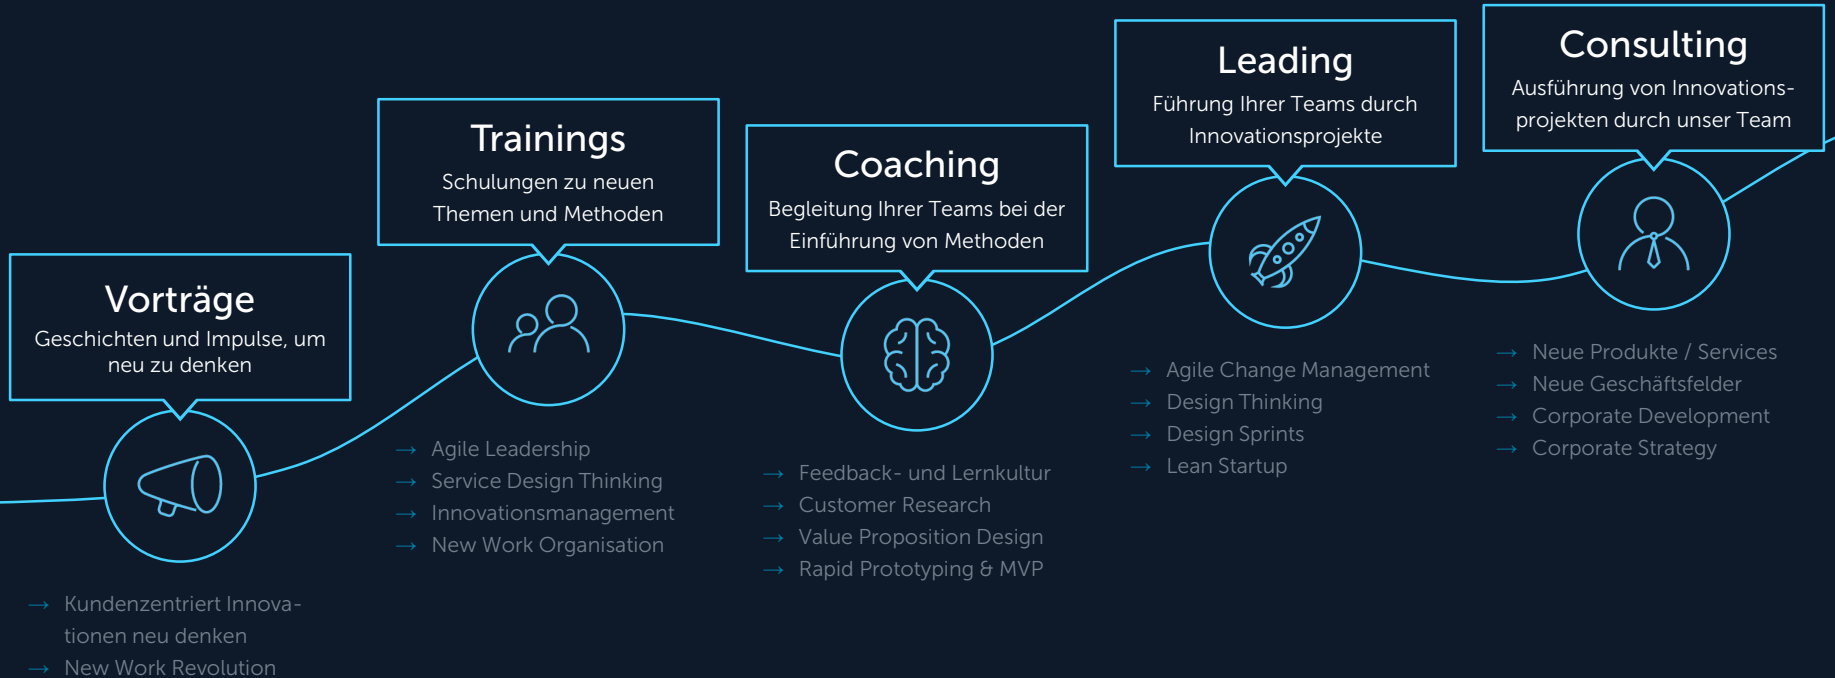 Vorträge
Geschichten und Impulse, um
neu zu denken
→ Kundenzentriert Innova-
tionen neu denken
→ New Work Revolution
Trainings
Schulungen zu neuen
Themen und Methoden
→ Agile Leadership
→ Service Design Thinking
→ Innovationsmanagement
→ New Work Organisation
Coaching
Begleitung Ihrer Teams bei der
Einführung von Methoden
→ Feedback- und Lernkultur
→ Customer Research
→ Value Proposition Design
→ Rapid Prototyping & MVP
Leading
Führung Ihrer Teams durch
Innovationsprojekte
→ Agile Change Management
→ Design Thinking
→ Design Sprints
→ Lean Startup
Consulting
Ausführung von Innovations-
projekten durch unser Team
→ Neue Produkte / Services
→ Neue Geschäftsfelder
→ Corporate Development
→ Corporate Strategy